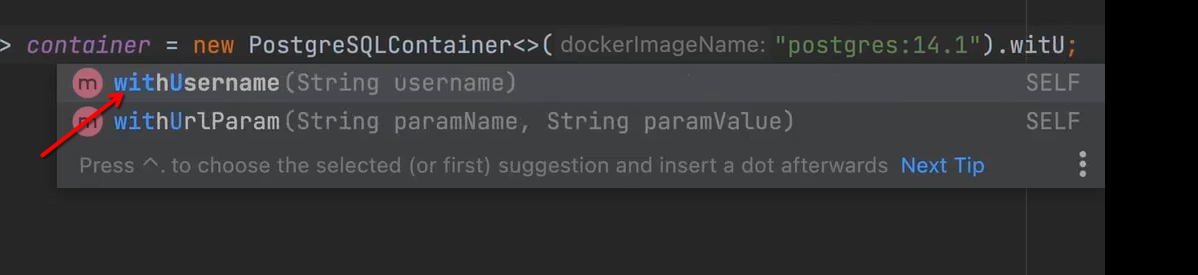 > container = new PostgreSQLContainer<>( dockerImageName: "postgres:14.1").witU;
m withUsername(String username) SELF
m withUrlParam(String paramName, String paramValue) SELF
Press ^. to choose the selected (or first) suggestion and insert a dot afterwards Next Tip